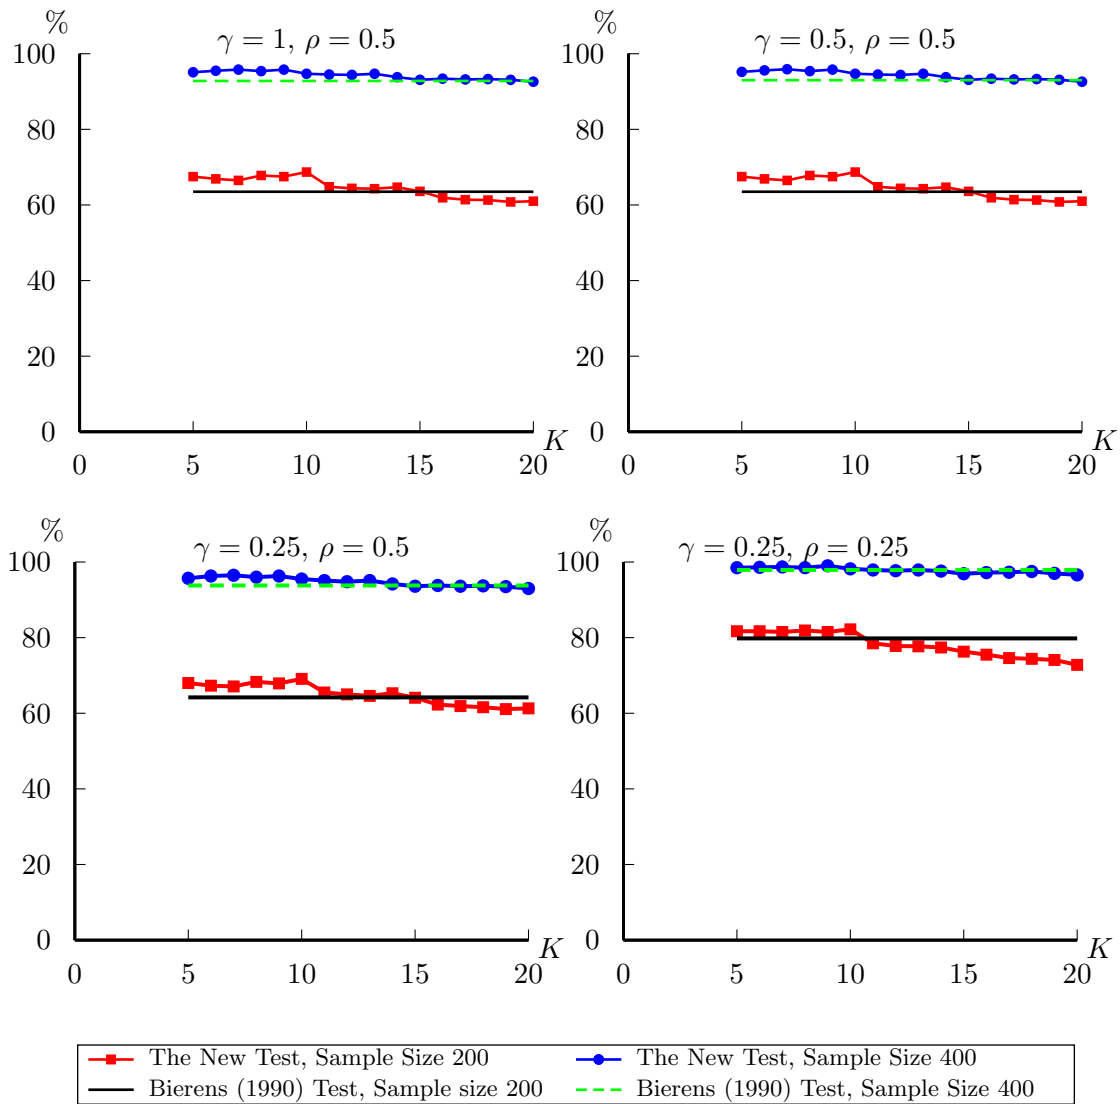 %
γ = 1, ρ = 0.5
100
80
60
40
20
0
K
0 5 10 15 20
%
γ = 0.5, ρ = 0.5
100
80
60
40
20
0
K
0 5 10 15 20
%
γ = 0.25, ρ = 0.5
100
80
60
40
20
0
K
0 5 10 15 20
%
γ = 0.25, ρ = 0.25
100
80
60
40
20
0
K
0 5 10 15 20
The New Test, Sample Size 200
The New Test, Sample Size 400
Bierens (1990) Test, Sample size 200
Bierens (1990) Test, Sample Size 400